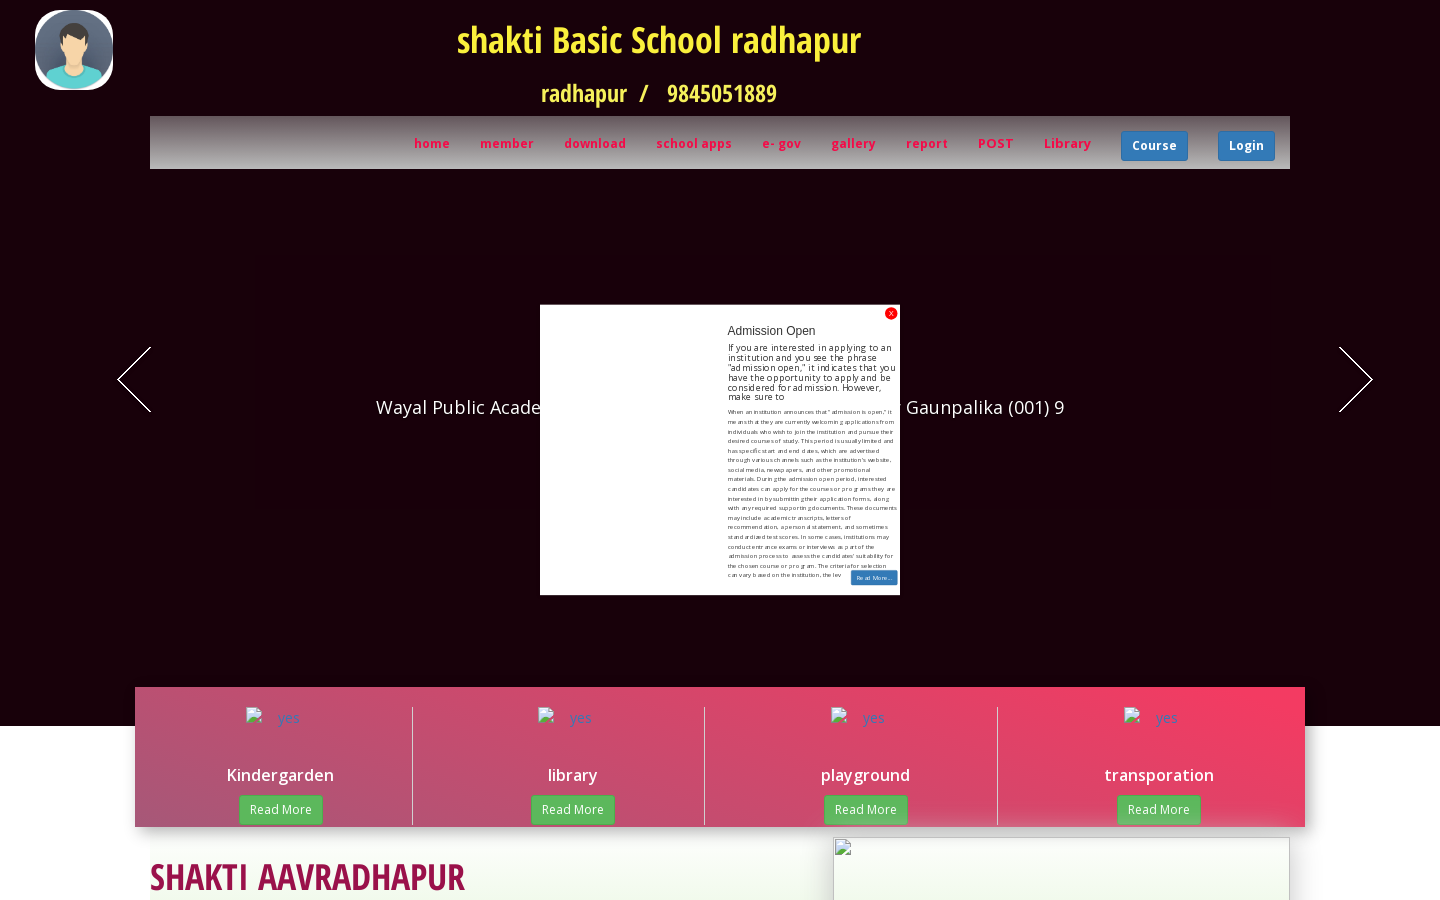 shakti Basic School radhapur
radhapur / 9845051889
home member download school apps e- gov gallery report POST Library Course Login
X
Admission Open
If you are interested in applying to an
institution and you see the phrase
"admission open," it indicates that you
have the opportunity to apply and be
considered for admission. However,
make sure to
Wayal Public Acade
Gaunpalika (001) 9
When an institution announces that "admission is open," it
means that they are currently welcoming applications from
individuals who wish to join the institution and pursue their
desired courses of study. This period is usually limited and
has specific start and end dates, which are advertised
through various channels such as the institution's website,
social media, newspapers, and other promotional
materials. During the admission open period, interested
candidates can apply for the courses or programs they are
interested in by submitting their application forms, along
with any required supporting documents. These documents
may include academic transcripts, letters of
recommendation, a personal statement, and sometimes
standardized test scores. In some cases, institutions may
conduct entrance exams or interviews as part of the
admission process to assess the candidates' suitability for
the chosen course or program. The criteria for selection
can vary based on the institution, the lev
Read More...
yes yes yes yes
Kindergarden library playground transporation
Read More Read More Read More Read More
SHAKTI AAVRADHAPUR